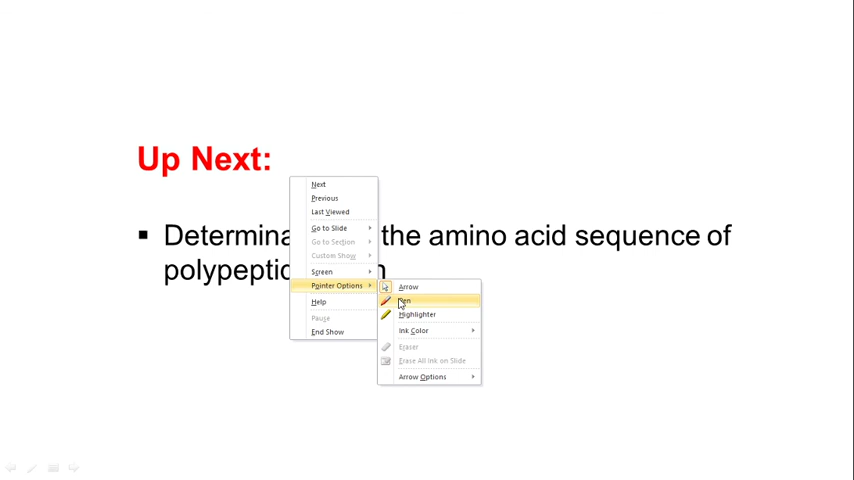 Up Next:
▪ Determina the amino acid sequence of
polypeptic n
Next
Previous
Last Viewed
Go to Slide
Go to Section
Custom Show
Screen
Pointer Options
Help
Pause
End Show
Arrow
Pen
Highlighter
Ink Color
Eraser
Erase All Ink on Slide
Arrow Options